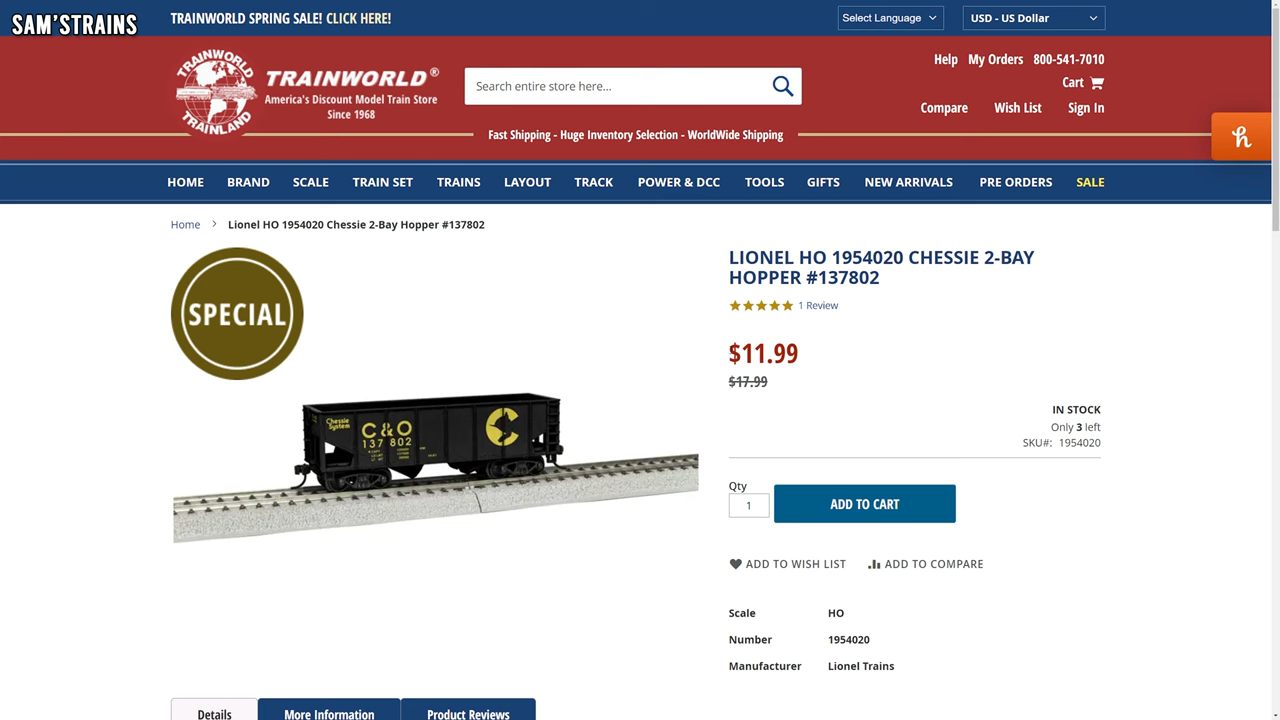 SAM'STRAINS
TRAINWORLD SPRING SALE! CLICK HERE!
Select Language
USD - US Dollar
TRAINWORLD
TRAINLAND
TRAINWORLD®
America's Discount Model Train Store
Since 1968
Search entire store here...
Help My Orders 800-541-7010
Cart
Compare Wish List Sign In
Fast Shipping - Huge Inventory Selection - WorldWide Shipping
h
HOME BRAND SCALE TRAIN SET TRAINS LAYOUT TRACK POWER & DCC TOOLS GIFTS NEW ARRIVALS PRE ORDERS SALE
Home > Lionel HO 1954020 Chessie 2-Bay Hopper #137802
SPECIAL
Chessie
System
C&O
137 802
LIONEL HO 1954020 CHESSIE 2-BAY
HOPPER #137802
1 Review
$11.99
$17.99
IN STOCK
Only 3 left
SKU#: 1954020
Qty
1
ADD TO CART
ADD TO WISH LIST
ADD TO COMPARE
Scale HO
Number 1954020
Manufacturer Lionel Trains
Details More Information Product Reviews